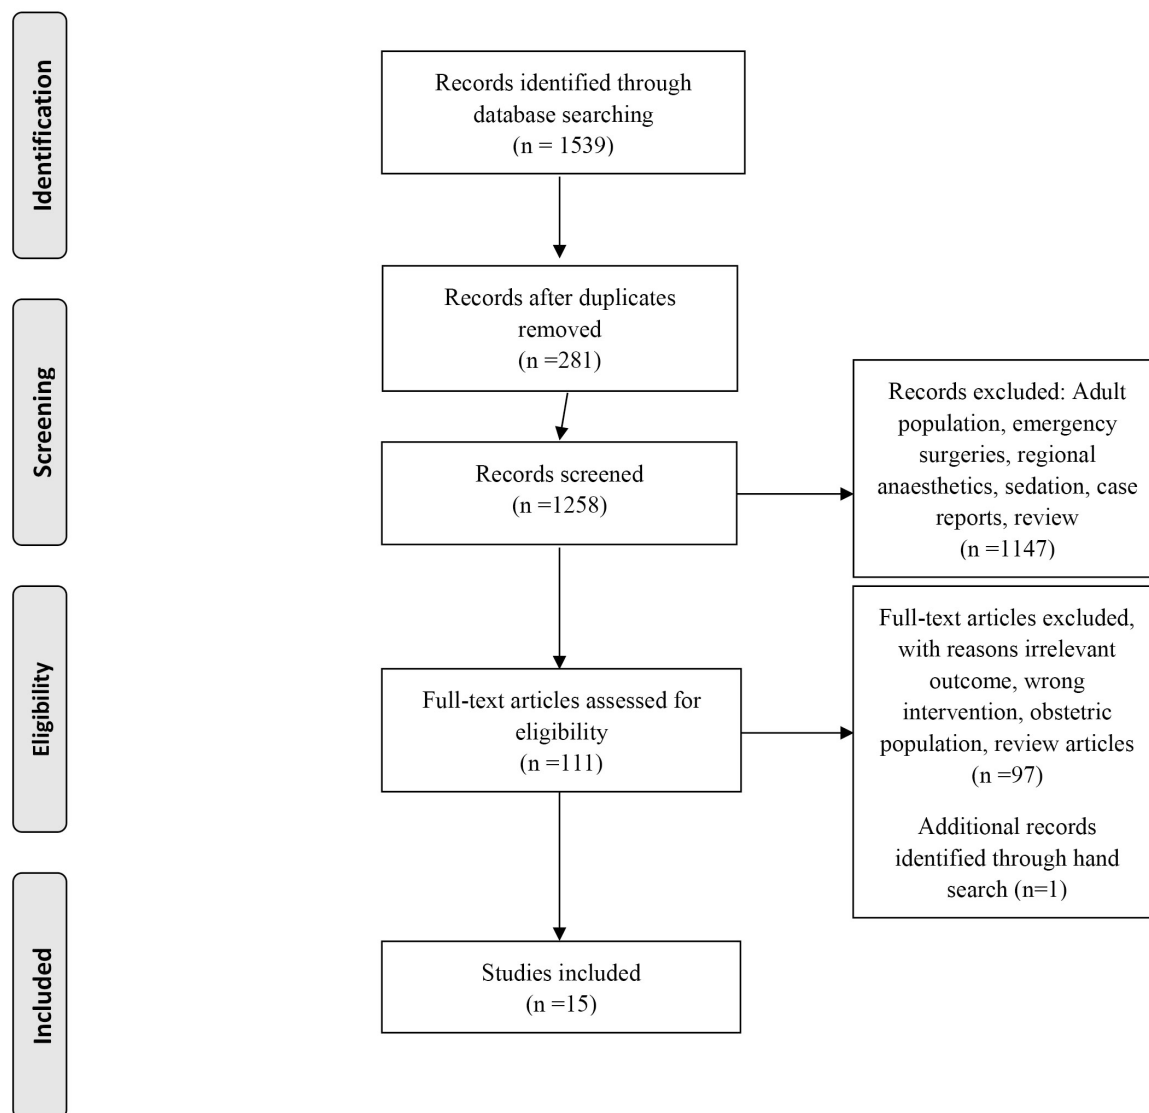 Identification
Records identified through
database searching
(n = 1539)
Screening
Records after duplicates
removed
(n =281)
Records screened
(n =1258)
Records excluded: Adult
population, emergency
surgeries, regional
anaesthetics, sedation, case
reports, review
(n =1147)
Eligibility
Full-text articles assessed for
eligibility
(n =111)
Full-text articles excluded,
with reasons irrelevant
outcome, wrong
intervention, obstetric
population, review articles
(n =97)
Additional records
identified through hand
search (n=1)
Included
Studies included
(n =15)